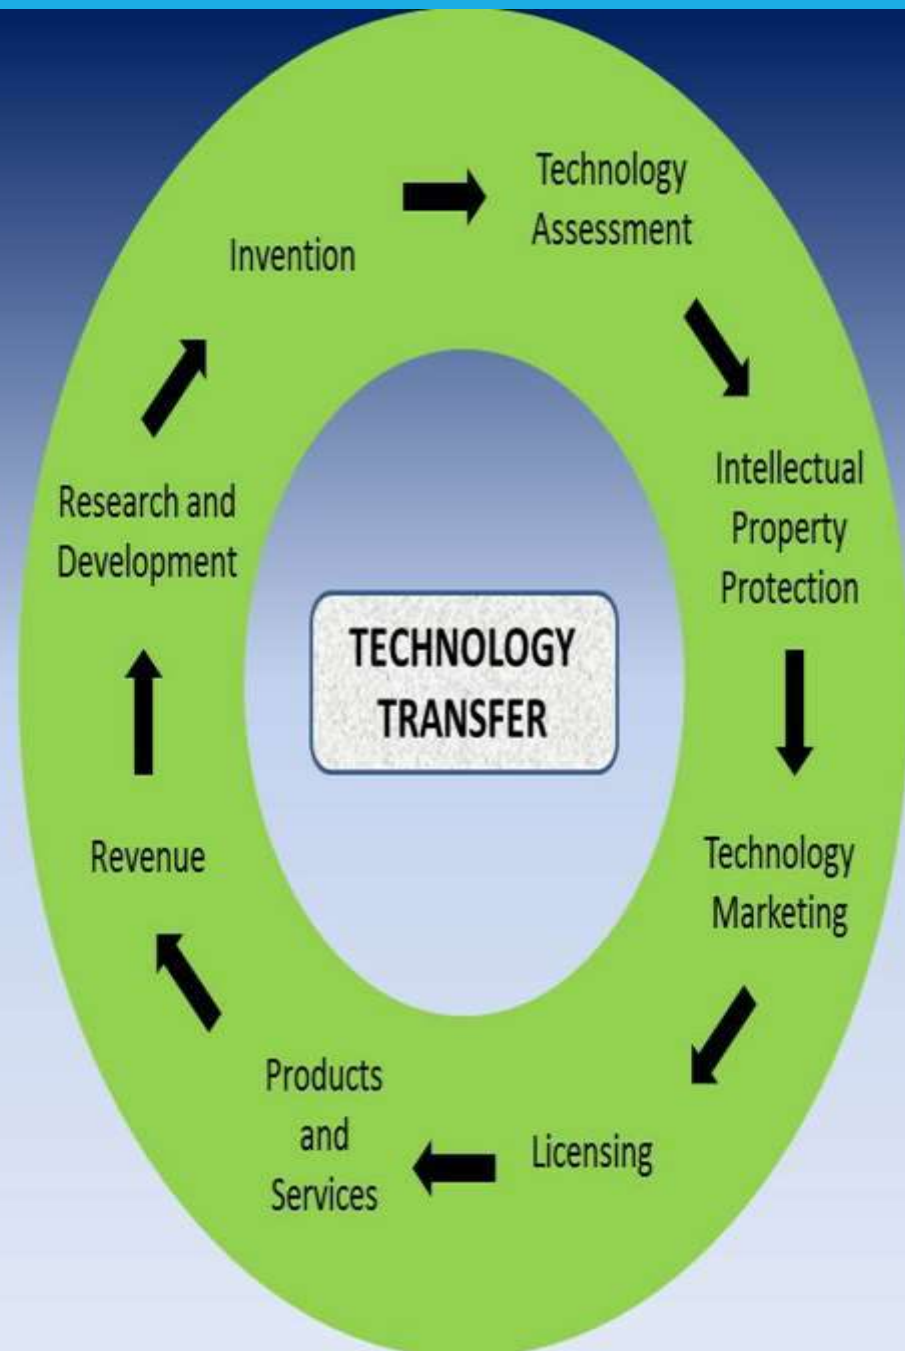 Technology
Assessment
Invention
Intellectual
Property
Protection
Research and
Development
TECHNOLOGY
TRANSFER
Technology
Marketing
Revenue
Products
and
Services
Licensing